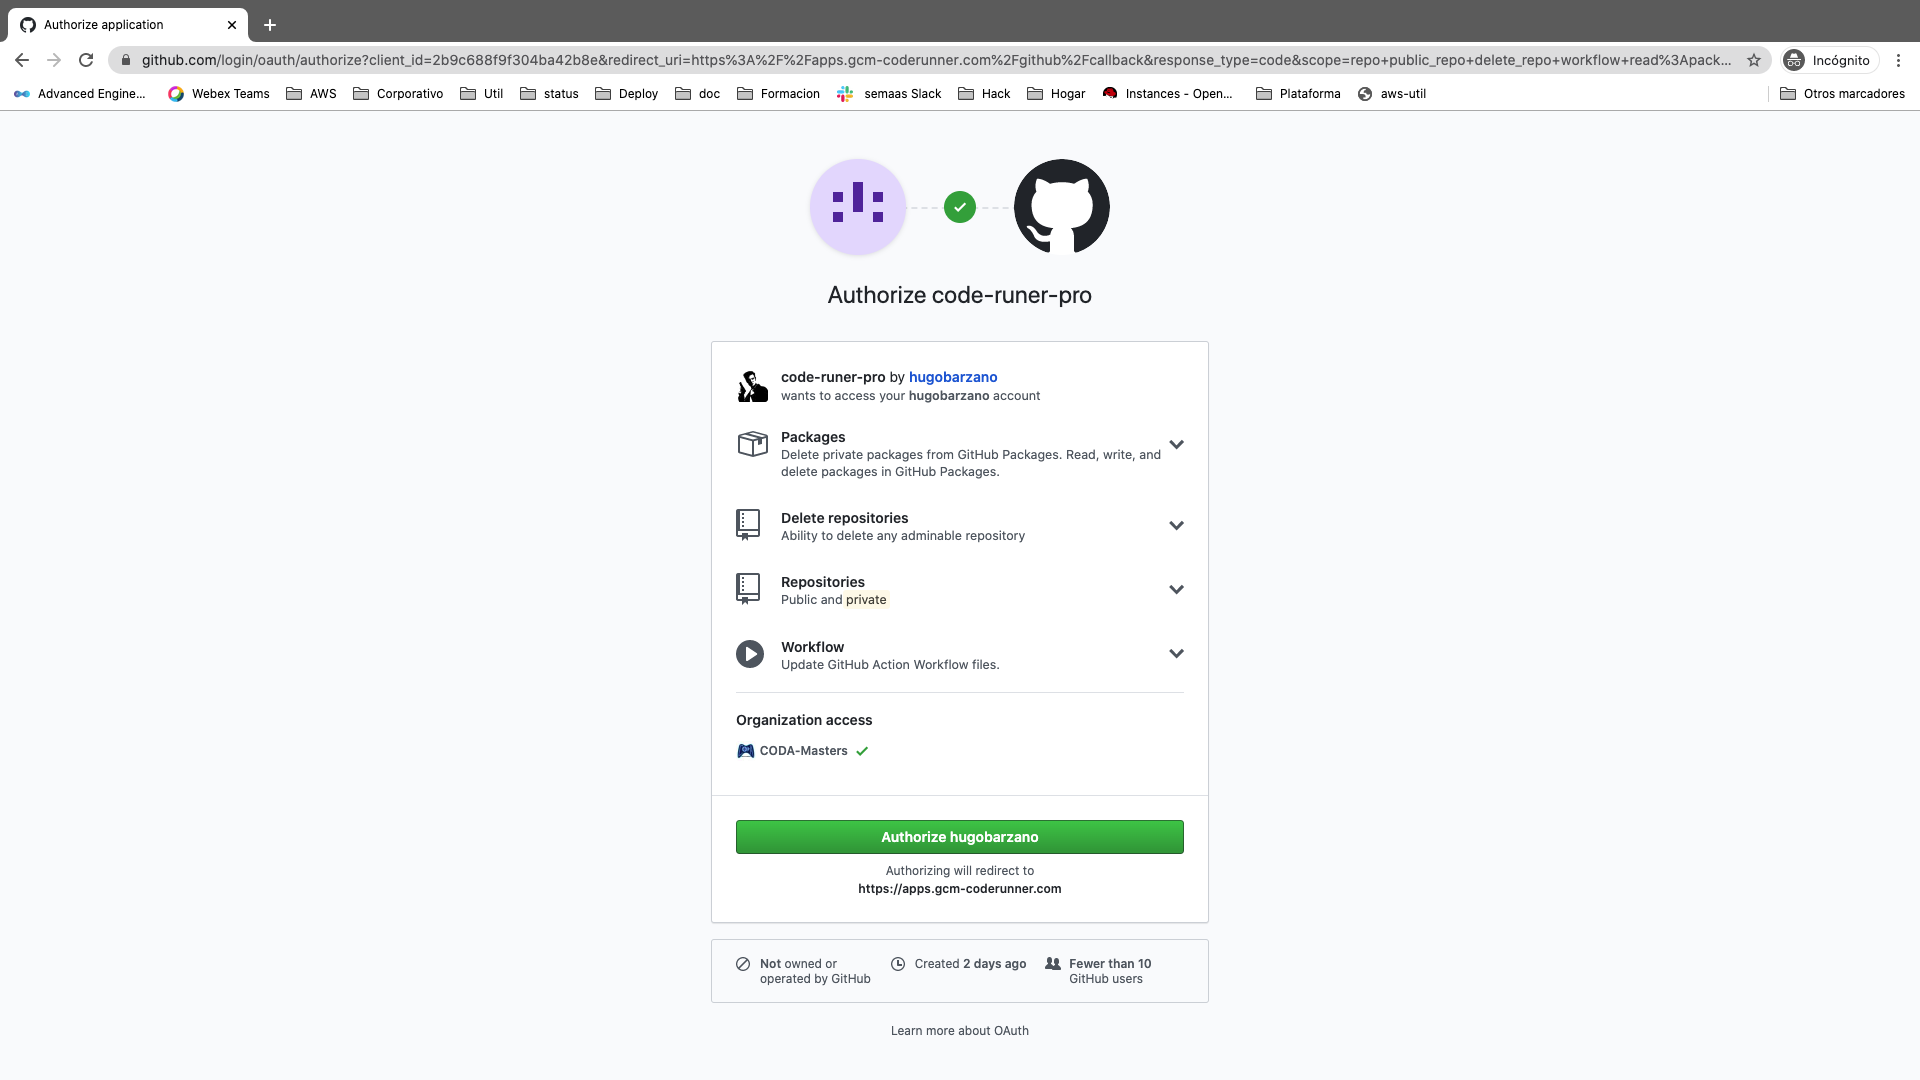 Authorize application
github.com/login/oauth/authorize?client_id=2b9c688f9f304ba42b8e&redirect_uri=https%3A%2F%2Fapps.gcm-coderunner.com%2Fgithub%2Fcallback&response_type=code&scope=repo+public_repo+delete_repo+workflow+read%3Apack...
Incógnito
Advanced Engine...
Webex Teams
AWS
Corporativo
Util
status
Deploy
doc
Formacion
semaas Slack
Hack
Hogar
Instances - Open...
Plataforma
aws-util
Otros marcadores
Authorize code-runer-pro
code-runer-pro by hugobarzano
wants to access your hugobarzano account
Packages
Delete private packages from GitHub Packages. Read, write, and
delete packages in GitHub Packages.
Delete repositories
Ability to delete any adminable repository
Repositories
Public and private
Workflow
Update GitHub Action Workflow files.
Organization access
CODA-Masters
Authorize hugobarzano
Authorizing will redirect to
https://apps.gcm-coderunner.com
Not owned or
operated by GitHub
Created 2 days ago
Fewer than 10
GitHub users
Learn more about OAuth